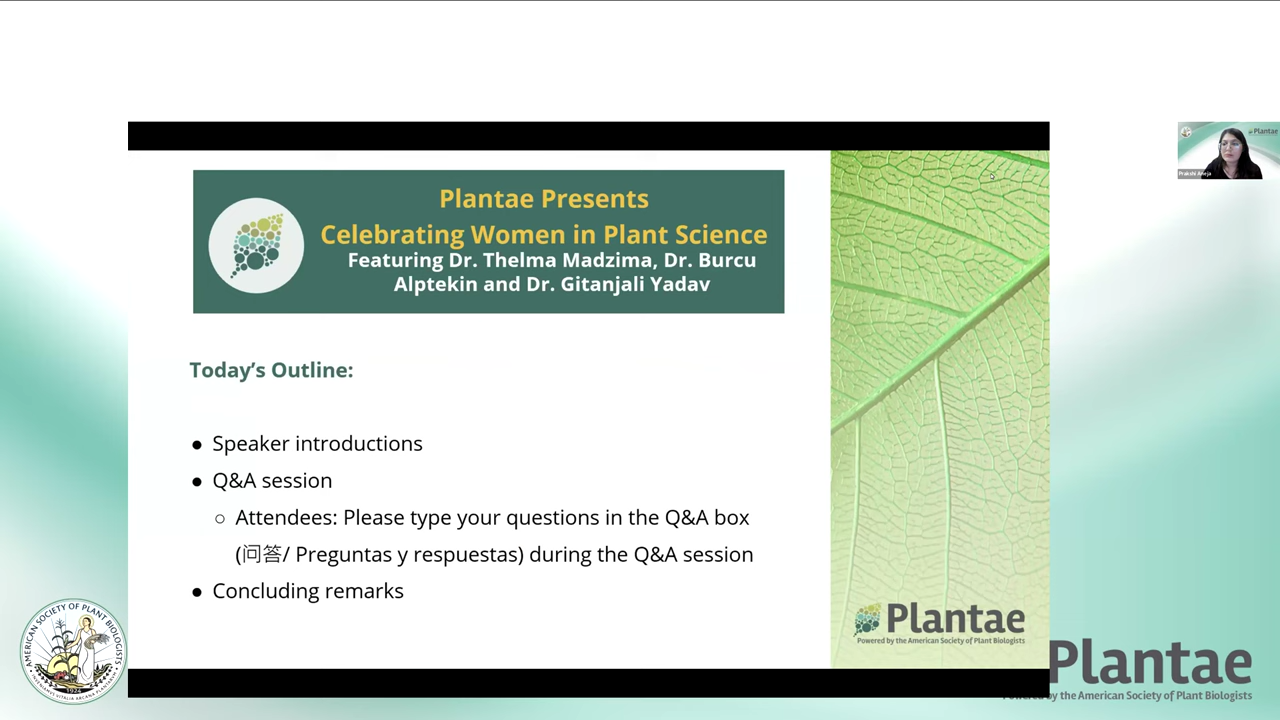 Plantae Presents
Celebrating Women in Plant Science
Featuring Dr. Thelma Madzima, Dr. Burcu
Alptekin and Dr. Gitanjali Yadav
Today's Outline:
● Speaker introductions
● Q&A session
○ Attendees: Please type your questions in the Q&A box
(问答/ Preguntas y respuestas) during the Q&A session
● Concluding remarks
Plantae
Powered by the American Society of Plant Biologists
Plantae
Prakshi Aneja
AMERICAN SOCIETY OF PLANT BIOLOGISTS
1924
Plantae
by the American Society of Plant Biologists